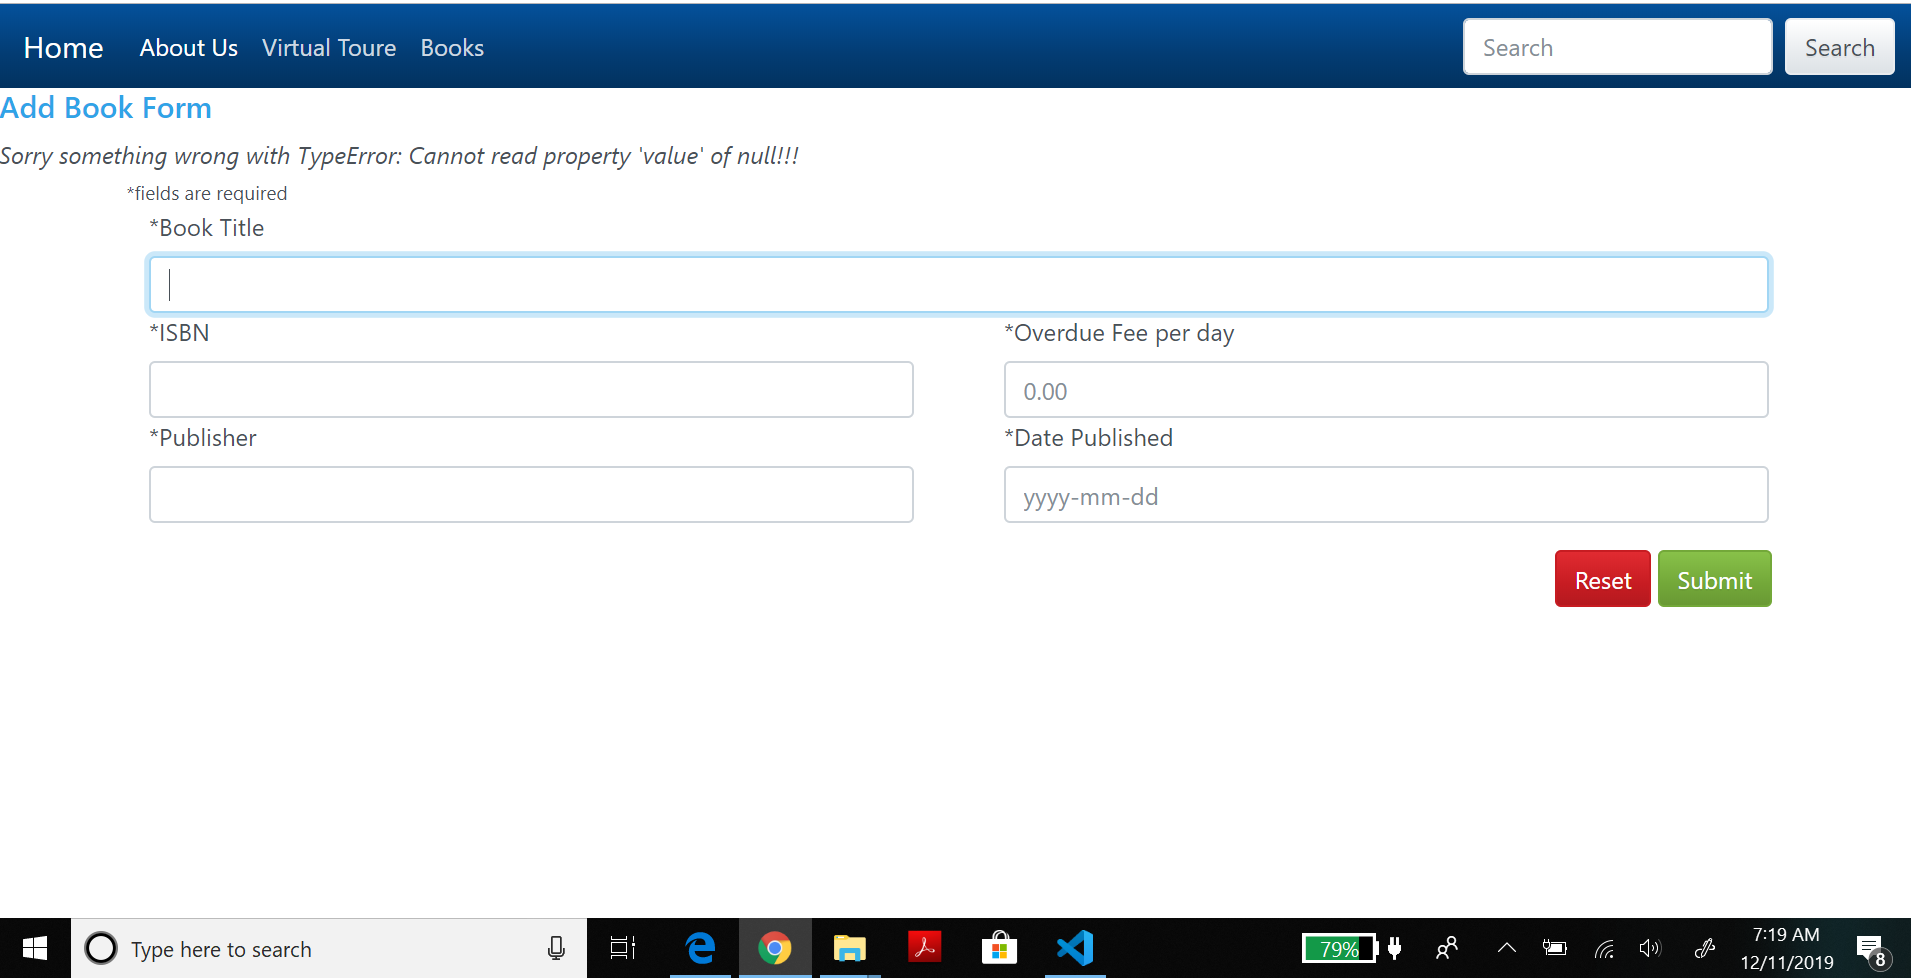 Home About Us Virtual Toure Books Search Search
Add Book Form
Sorry something wrong with TypeError: Cannot read property 'value' of null!!!
*fields are required
*Book Title
*ISBN *Overdue Fee per day
0.00
*Publisher *Date Published
yyyy-mm-dd
Reset Submit
Type here to search 79% 7:19 AM
12/11/2019 8